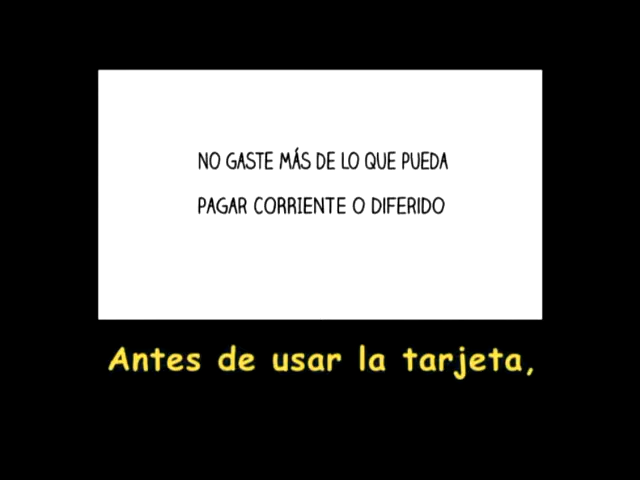 NO GASTE MÁS DE LO QUE PUEDA
PAGAR CORRIENTE O DIFERIDO
Antes de usar la tarjeta,